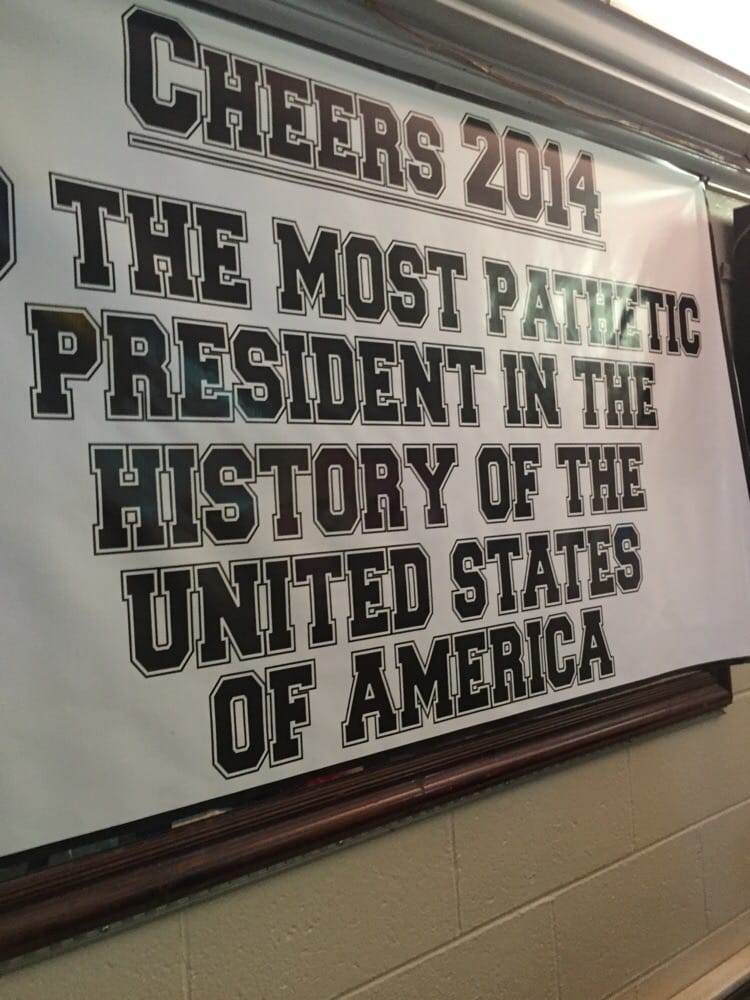 CHEERS 2014
THE MOST PATHETIC
PRESIDENT IN THE
HISTORY OF THE
UNITED STATES
OF AMERICA